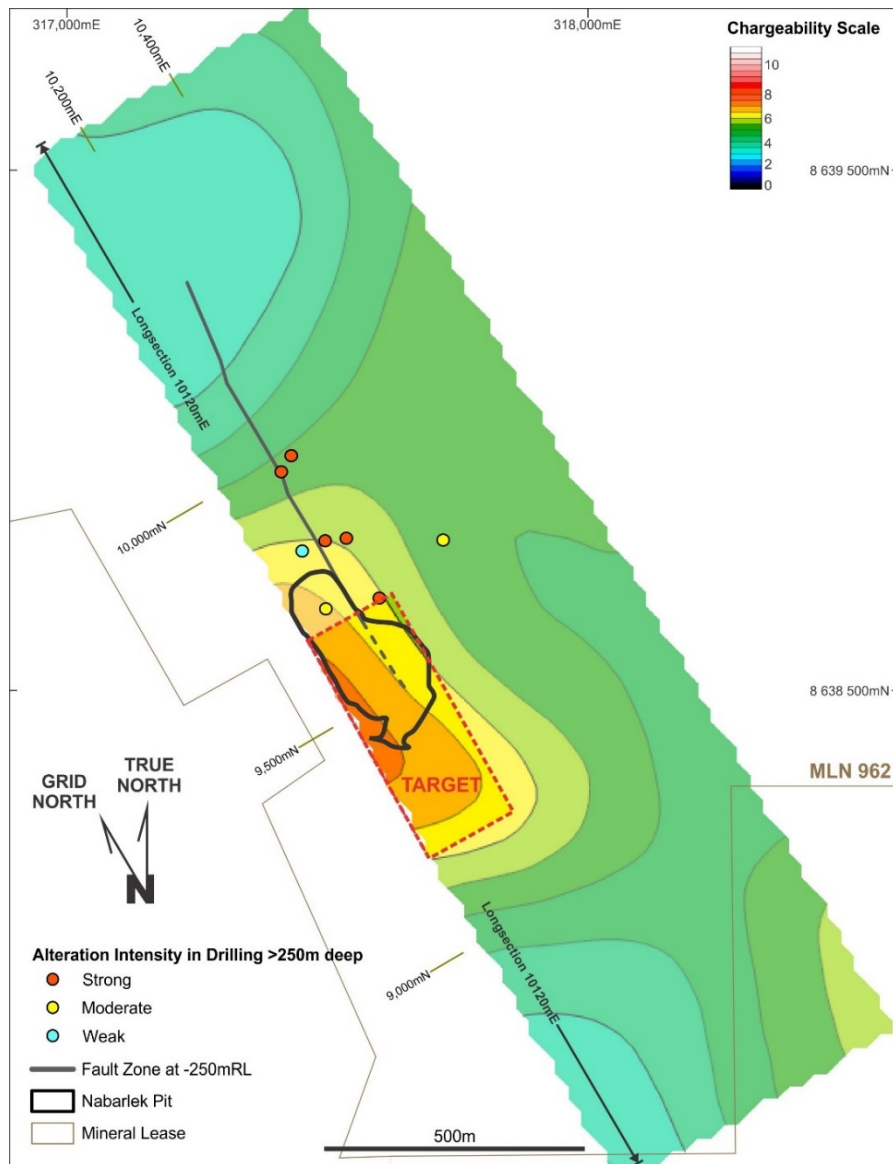 317,000mE
318,000mE
Chargeability Scale
10
8
6
4
2
0
10,400mE
10,200mE
8 639 500mN
Longsection 10120mE
10,000mN
8 638 500mN
9,500mN
TARGET
MLN 962
GRID
NORTH
TRUE
NORTH
N
Longsection 10120mE
9,000mN
Alteration Intensity in Drilling >250m deep
Strong
Moderate
Weak
Fault Zone at -250mRL
Nabarlek Pit
Mineral Lease
500m